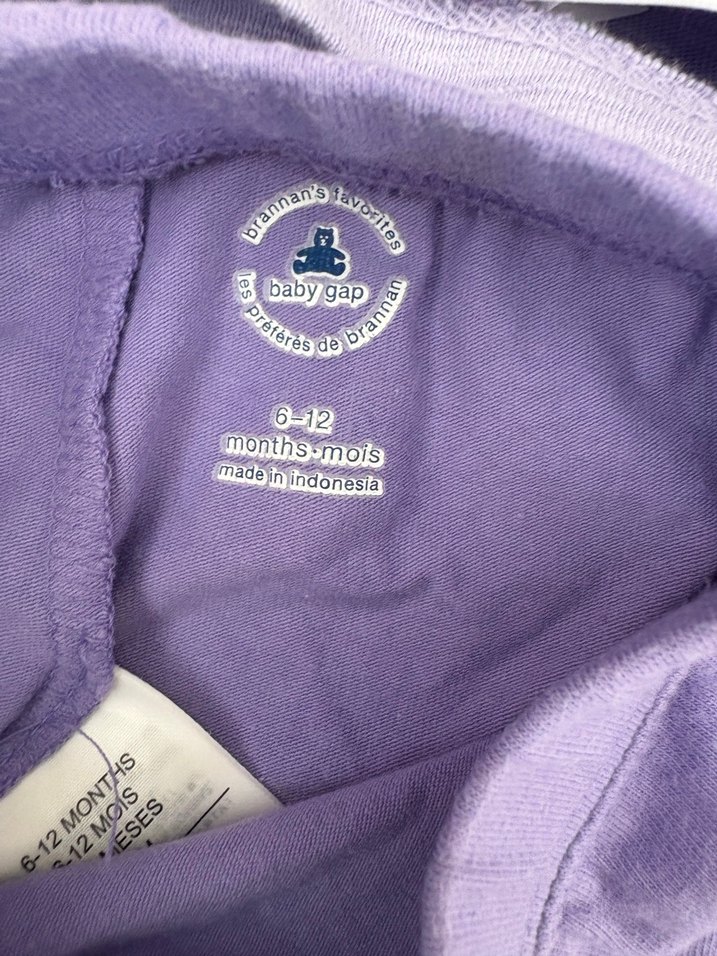 brannan's favorites
baby gap
les préférés de brannan
6–12
months·mois
made in indonesia
6-12 MONTHS
6-12 MOIS
MESES